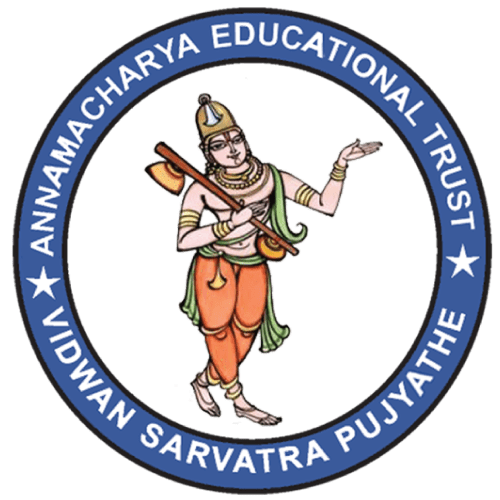 ANNAMACHARYA EDUCATIONAL TRUST
VIDWAN SARVATRA PUJYATHE